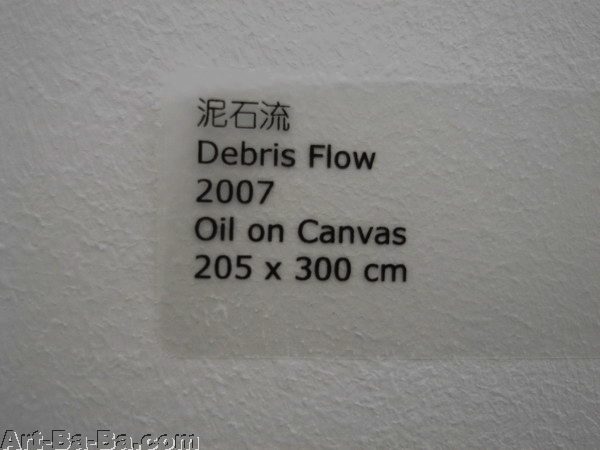 泥石流
Debris Flow
2007
Oil on Canvas
205 x 300 cm
Art-Ba-Ba.com